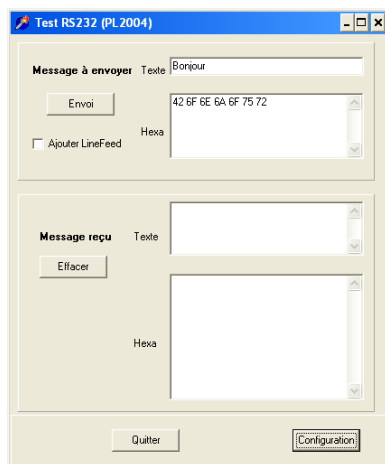 Test RS232 (PL2004)
Message à envoyer Texte Bonjour
Envoi
42 6F 6E 6A 6F 75 72
Hexa
Ajouter LineFeed
Message reçu Texte
Effacer
Hexa
Quitter Configuration